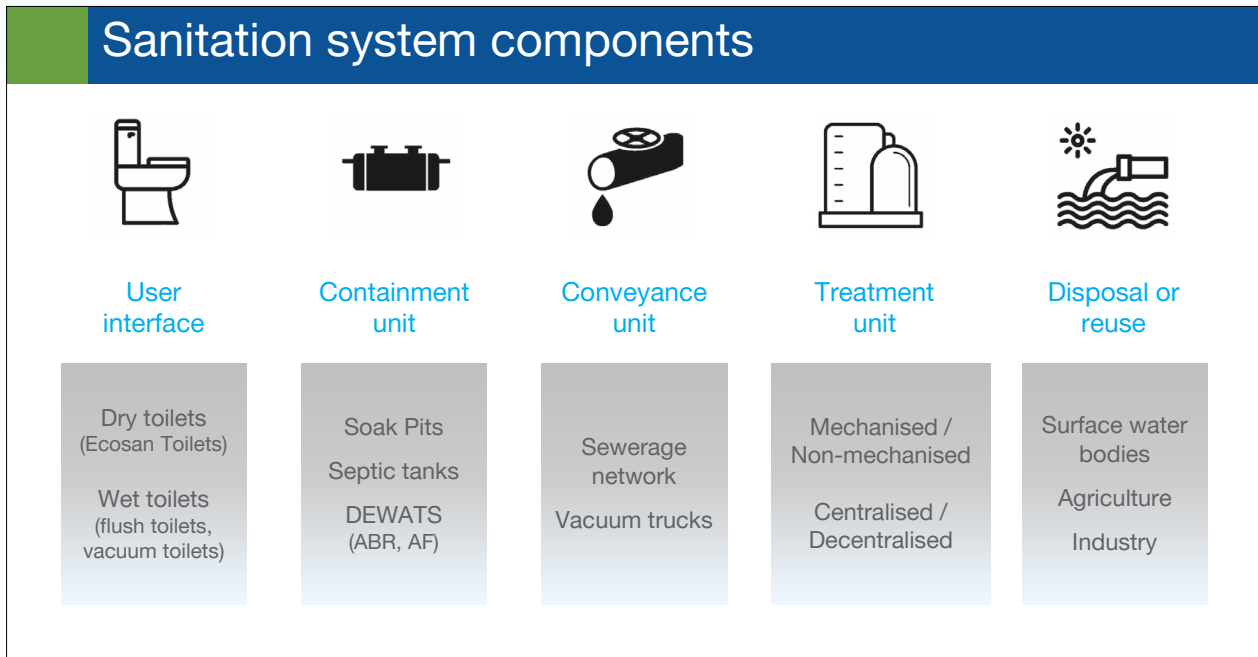 Sanitation system components
User
interface
Containment
unit
Conveyance
unit
Treatment
unit
Disposal or
reuse
Dry toilets
(Ecosan Toilets)
Wet toilets
(flush toilets,
vacuum toilets)
Soak Pits
Septic tanks
DEWATS
(ABR, AF)
Sewerage
network
Vacuum trucks
Mechanised /
Non-mechanised
Centralised /
Decentralised
Surface water
bodies
Agriculture
Industry